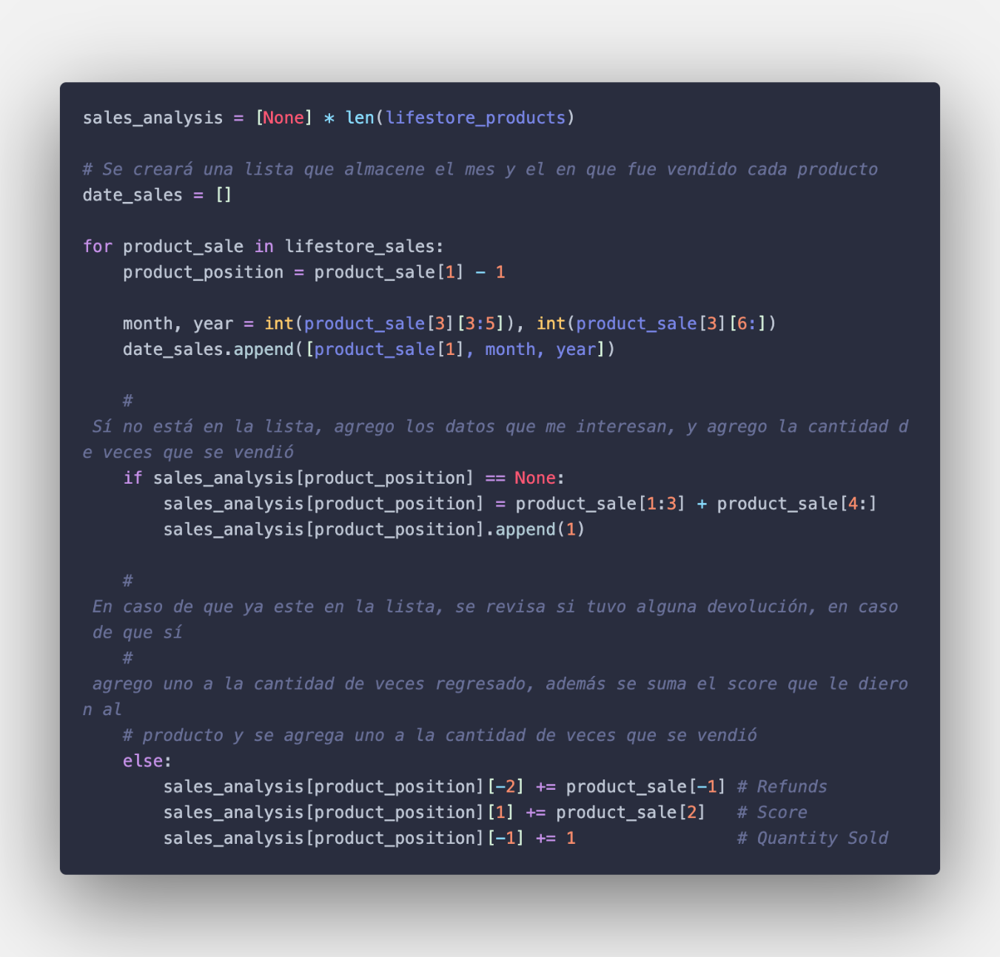 sales_analysis = [None] * len(lifestore_products)
# Se creará una lista que almacene el mes y el en que fue vendido cada producto
date_sales = []
for product_sale in lifestore_sales:
    product_position = product_sale[1] - 1
    month, year = int(product_sale[3][3:5]), int(product_sale[3][6:])
    date_sales.append([product_sale[1], month, year])
    #
 Sí no está en la lista, agrego los datos que me interesan, y agrego la cantidad d
e veces que se vendió
    if sales_analysis[product_position] == None:
        sales_analysis[product_position] = product_sale[1:3] + product_sale[4:]
        sales_analysis[product_position].append(1)
    #
 En caso de que ya este en la lista, se revisa si tuvo alguna devolución, en caso
 de que sí
    #
 agrego uno a la cantidad de veces regresado, además se suma el score que le diero
n al
    # producto y se agrega uno a la cantidad de veces que se vendió
    else:
        sales_analysis[product_position][-2] += product_sale[-1] # Refunds
        sales_analysis[product_position][1] += product_sale[2]   # Score
        sales_analysis[product_position][-1] += 1                # Quantity Sold